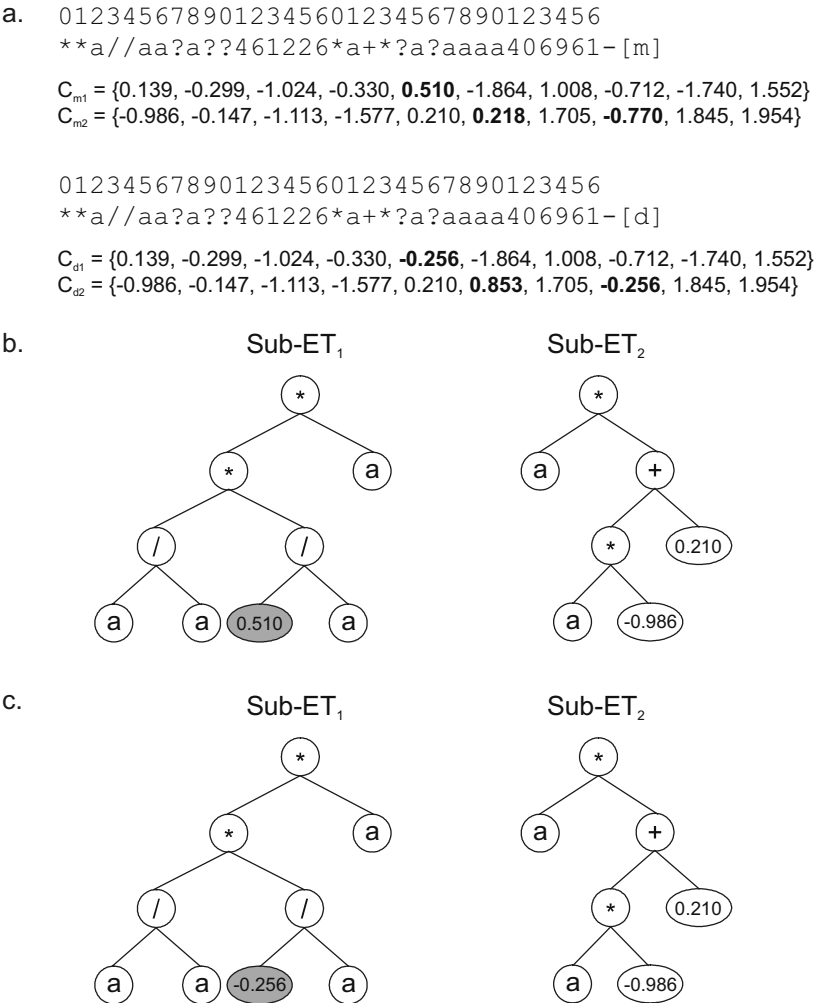 a.
01234567890123456012345678901234​56
**a//aa?a??461226*a+*?a?aaaa406961-[m]
Cm1 = {0.139, -0.299, -1.024, -0.330, 0.510, -1.864, 1.008, -0.712, -1.740, 1.552}
Cm2 = {-0.986, -0.147, -1.113, -1.577, 0.210, 0.218, 1.705, -0.770, 1.845, 1.954}
01234567890123456012345678901234​56
**a//aa?a??461226*a+*?a?aaaa406961-[d]
Cd1 = {0.139, -0.299, -1.024, -0.330, -0.256, -1.864, 1.008, -0.712, -1.740, 1.552}
Cd2 = {-0.986, -0.147, -1.113, -1.577, 0.210, 0.853, 1.705, -0.256, 1.845, 1.954}
b.
Sub-ET1 Sub-ET2
* *
* a a +
/ / * 0.210
a a 0.510 a a -0.986
c.
Sub-ET1 Sub-ET2
* *
* a a +
/ / * 0.210
a a -0.256 a a -0.986